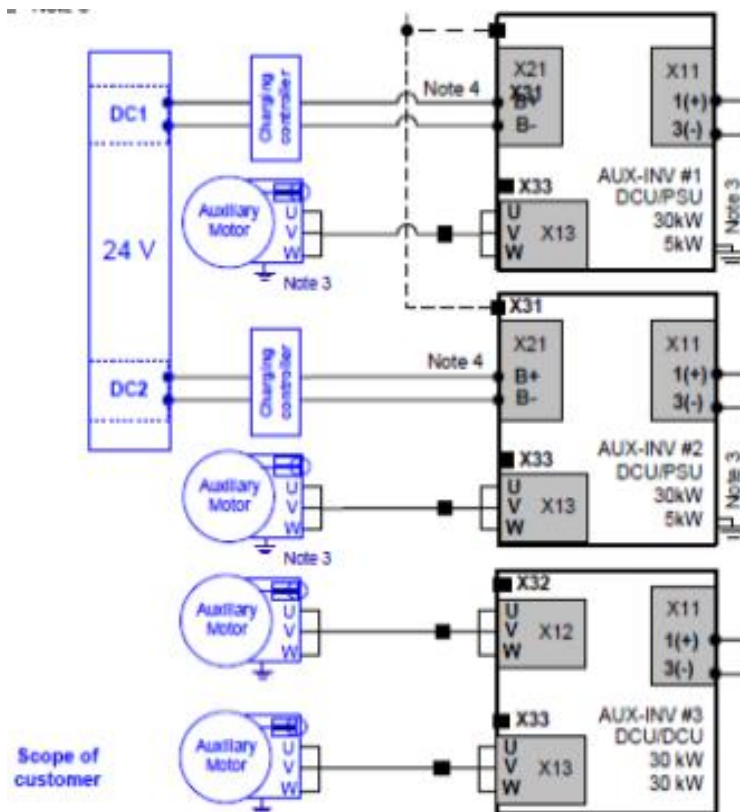 DC1
24 V
DC2
Charging
controller
Note 4
X21
X31
B+
B-
X11
1(+)
3(-)
X33
AUX-INV #1
DCU/PSU
30kW
5kW
Note 3
Auxiliary
Motor
U
V
W
Note 3
U
V
W
X13
X31
Charging
controller
Note 4
X21
B+
B-
X11
1(+)
3(-)
X33
AUX-INV #2
DCU/PSU
30kW
5kW
Note 3
Auxiliary
Motor
U
V
W
Note 3
U
V
W
X13
X32
Auxiliary
Motor
U
V
W
U
V
W
X12
X11
1(+)
3(-)
X33
AUX-INV #3
DCU/DCU
30 kW
30 kW
Auxiliary
Motor
U
V
W
U
V
W
X13
Scope of
customer